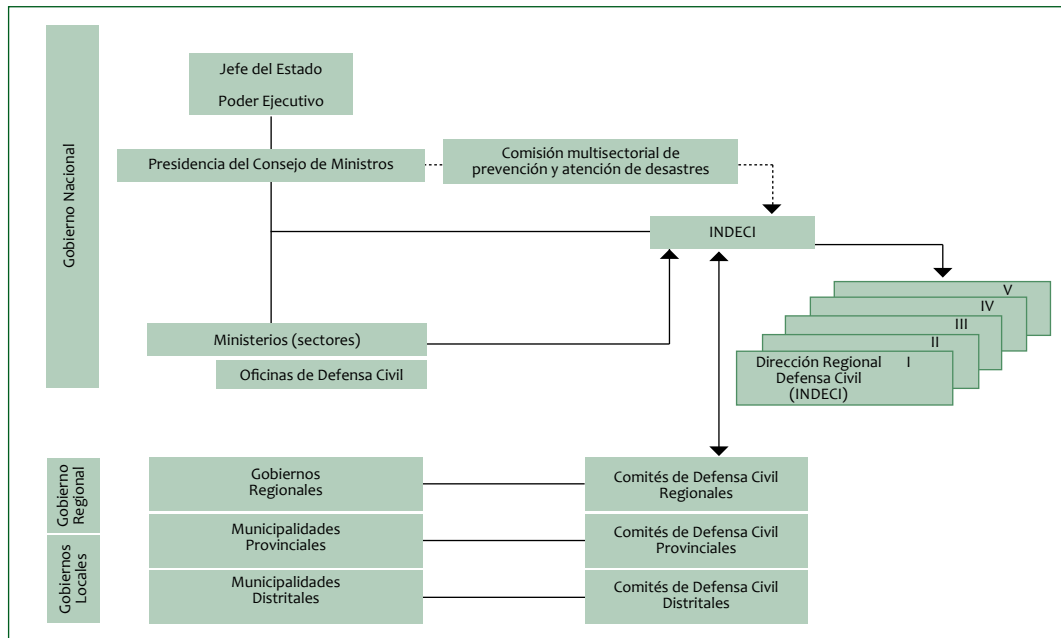 Gobierno Nacional
Jefe del Estado
Poder Ejecutivo
Presidencia del Consejo de Ministros
Comisión multisectorial de
prevención y atención de desastres
INDECI
V
IV
III
II
Dirección Regional I
Defensa Civil
(INDECI)
Ministerios (sectores)
Oficinas de Defensa Civil
Gobierno
Regional
Gobiernos
Regionales
Comités de Defensa Civil
Regionales
Gobiernos
Locales
Municipalidades
Provinciales
Comités de Defensa Civil
Provinciales
Municipalidades
Distritales
Comités de Defensa Civil
Distritales